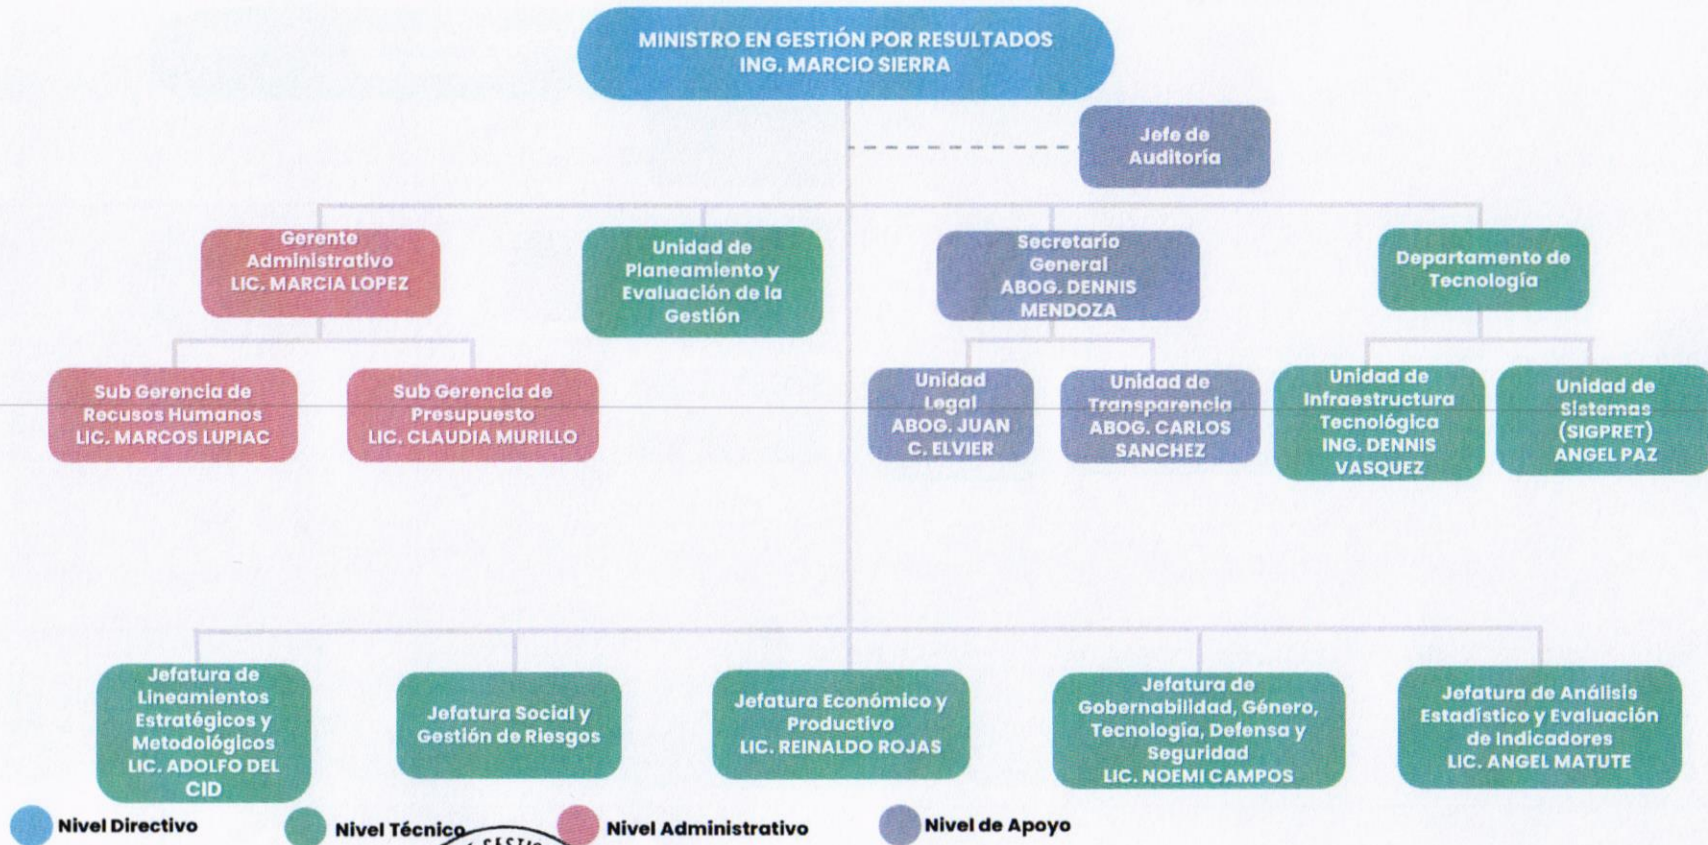 MINISTRO EN GESTIÓN POR RESULTADOS
ING. MARCIO SIERRA
Jefe de
Auditoría
Gerente
Administrativo
LIC. MARCIA LOPEZ
Unidad de
Planeamiento y
Evaluación de la
Gestión
Secretario
General
ABOG. DENNIS
MENDOZA
Departamento de
Tecnología
Sub Gerencia de
Recusos Humanos
LIC. MARCOS LUPIAC
Sub Gerencia de
Presupuesto
LIC. CLAUDIA MURILLO
Unidad
Legal
ABOG. JUAN
C. ELVIER
Unidad de
Transparencia
ABOG. CARLOS
SANCHEZ
Unidad de
Infraestructura
Tecnológica
ING. DENNIS
VASQUEZ
Unidad de
Sistemas
(SIGPRET)
ANGEL PAZ
Jefatura de
Lineamientos
Estratégicos y
Metodológicos
LIC. ADOLFO DEL
CID
Jefatura Social y
Gestión de Riesgos
Jefatura Económico y
Productivo
LIC. REINALDO ROJAS
Jefatura de
Gobernabilidad, Género,
Tecnología, Defensa y
Seguridad
LIC. NOEMI CAMPOS
Jefatura de Análisis
Estadístico y Evaluación
de Indicadores
LIC. ANGEL MATUTE
Nivel Directivo
Nivel Técnico
Nivel Administrativo
Nivel de Apoyo